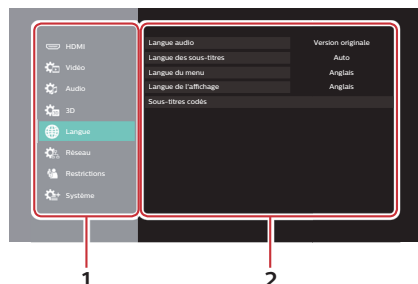 HDMI
Vidéo
Audio
3D
Langue
Réseau
Restrictions
Système
Langue audio Version originale
Langue des sous-titres Auto
Langue du menu Anglais
Langue de l'affichage Anglais
Sous-titres codés
1 2